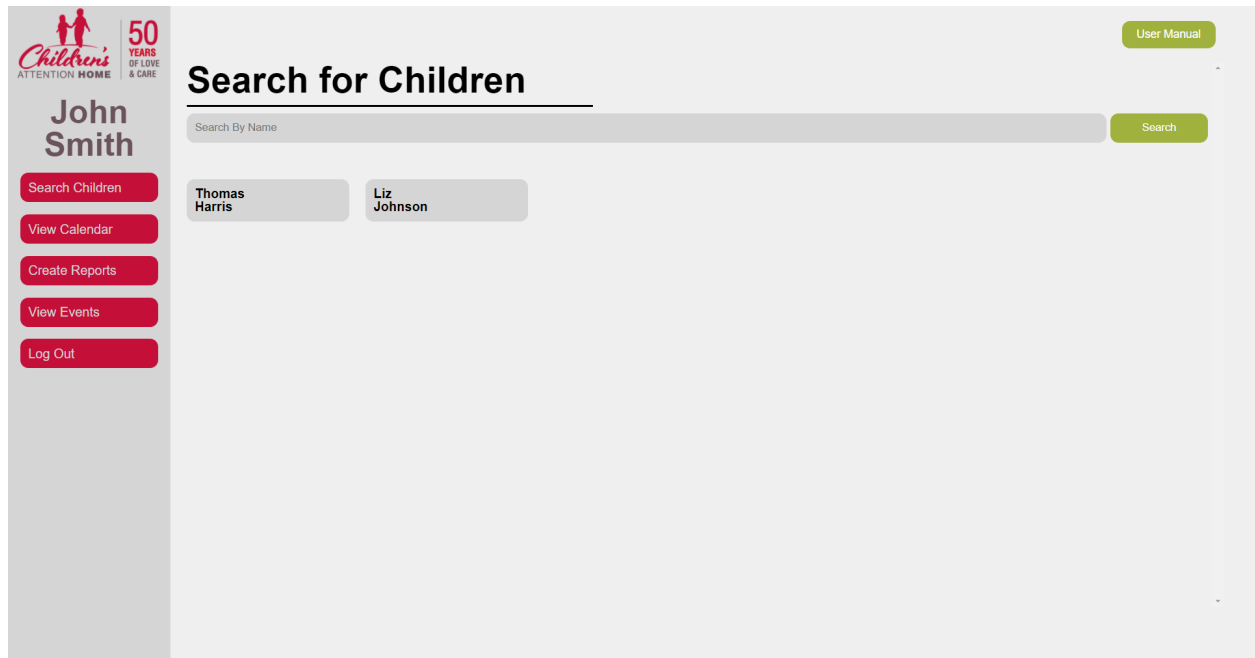 Children's
ATTENTION HOME
50
YEARS
OF LOVE
& CARE
John
Smith
Search Children
View Calendar
Create Reports
View Events
Log Out
User Manual
Search for Children
Search By Name
Search
Thomas
Harris
Liz
Johnson